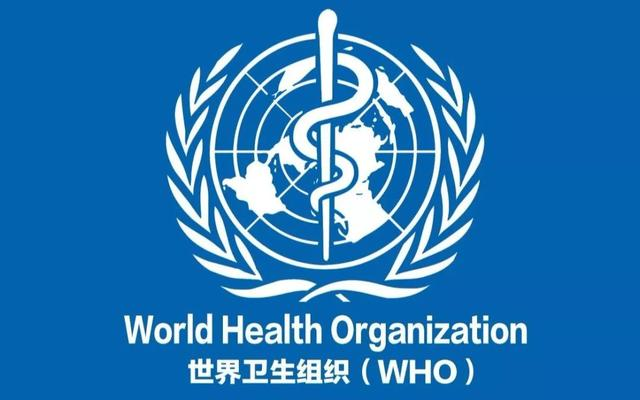 World Health Organization
世界卫生组织（WHO）